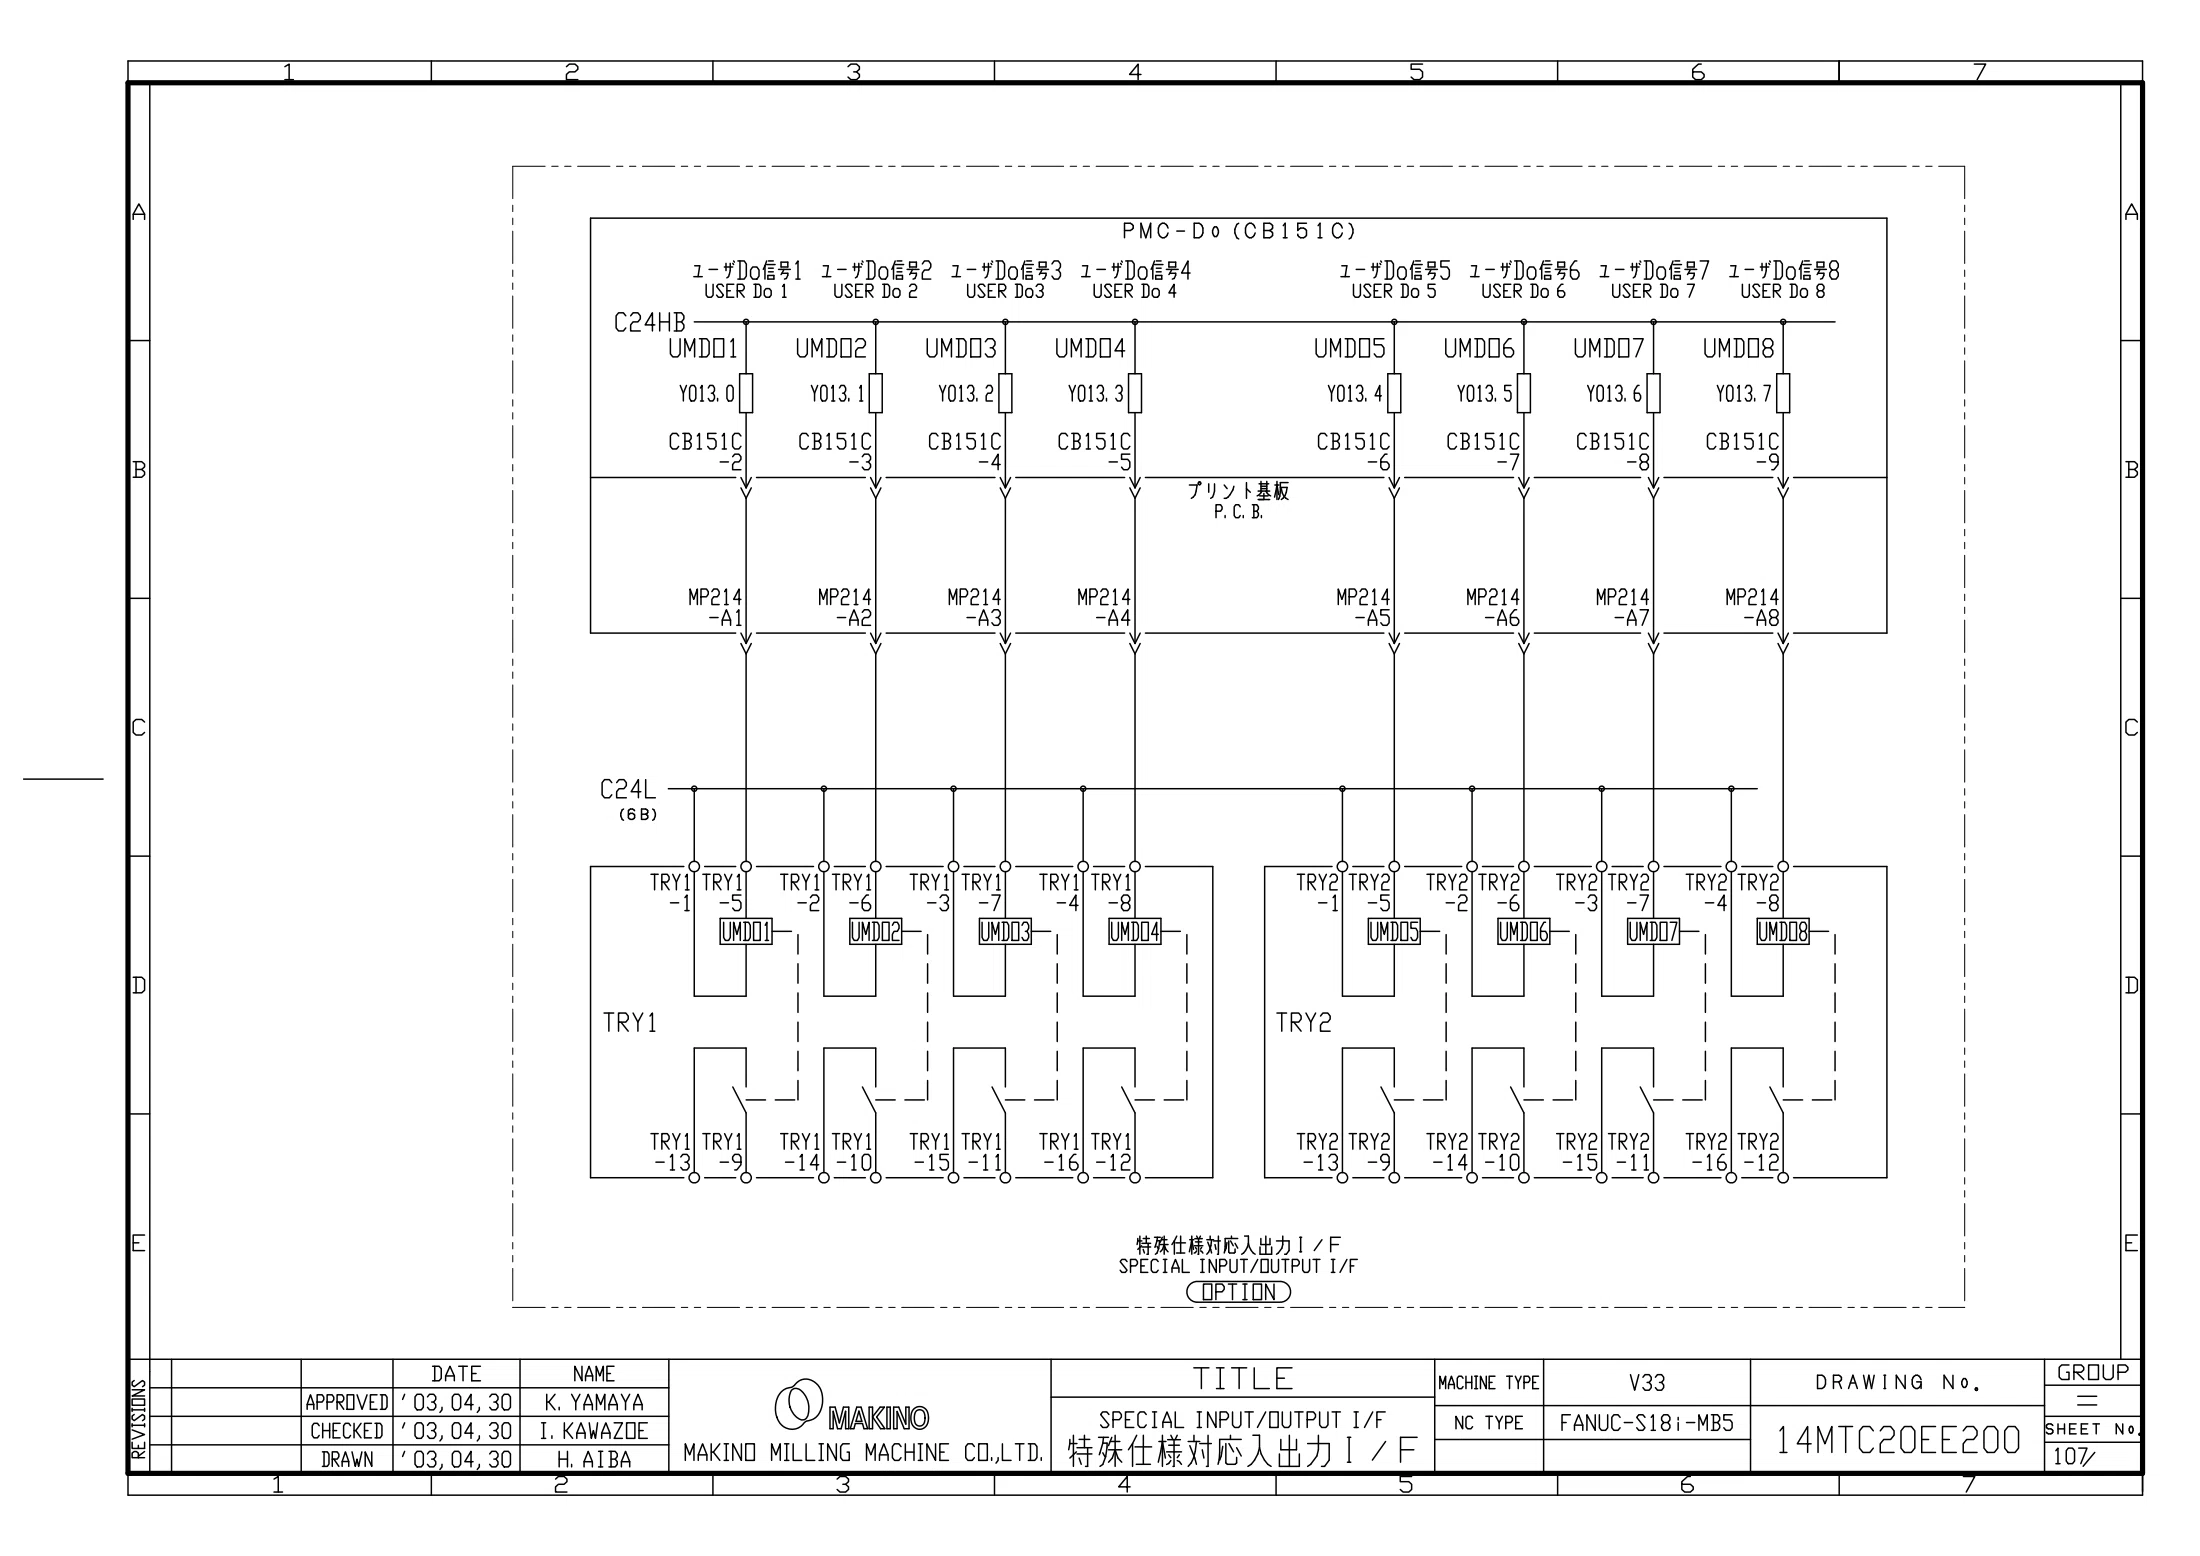 1 2 3 4 5 6 7
A A
B B
C C
D D
E E
PMC-Do (CB151C)
ユーザDo信号1 ユーザDo信号2 ユーザDo信号3 ユーザDo信号4 ユーザDo信号5 ユーザDo信号6 ユーザDo信号7 ユーザDo信号8
USER Do 1 USER Do 2 USER Do3 USER Do 4 USER Do 5 USER Do 6 USER Do 7 USER Do 8
C24HB
UMDO1 UMDO2 UMDO3 UMDO4 UMDO5 UMDO6 UMDO7 UMDO8
Y013.0 Y013.1 Y013.2 Y013.3 Y013.4 Y013.5 Y013.6 Y013.7
CB151C CB151C CB151C CB151C CB151C CB151C CB151C CB151C
-2 -3 -4 -5 -6 -7 -8 -9
プリント基板
P.C.B.
MP214 MP214 MP214 MP214 MP214 MP214 MP214 MP214
-A1 -A2 -A3 -A4 -A5 -A6 -A7 -A8
C24L
(6B)
TRY1 TRY1 TRY1 TRY1 TRY1 TRY1 TRY1 TRY1 TRY2 TRY2 TRY2 TRY2 TRY2 TRY2 TRY2 TRY2
-1 -5 -2 -6 -3 -7 -4 -8 -1 -5 -2 -6 -3 -7 -4 -8
UMDO1 UMDO2 UMDO3 UMDO4 UMDO5 UMDO6 UMDO7 UMDO8
TRY1 TRY2
TRY1 TRY1 TRY1 TRY1 TRY1 TRY1 TRY1 TRY1 TRY2 TRY2 TRY2 TRY2 TRY2 TRY2 TRY2 TRY2
-13 -9 -14 -10 -15 -11 -16 -12 -13 -9 -14 -10 -15 -11 -16 -12
特殊仕様対応入出力I/F
SPECIAL INPUT/OUTPUT I/F
OPTION
REVISIONS
DATE NAME
APPROVED '03,04,30 K. YAMAYA
CHECKED '03,04,30 I. KAWAZOE
DRAWN '03,04,30 H. AIBA
MAKINO
MAKINO MILLING MACHINE CO.,LTD.
TITLE
SPECIAL INPUT/OUTPUT I/F
特殊仕様対応入出力I/F
MACHINE TYPE V33
NC TYPE FANUC-S18i-MB5
DRAWING No.
14MTC20EE200
GROUP
=
SHEET No.
107/
1 2 3 4 5 6 7